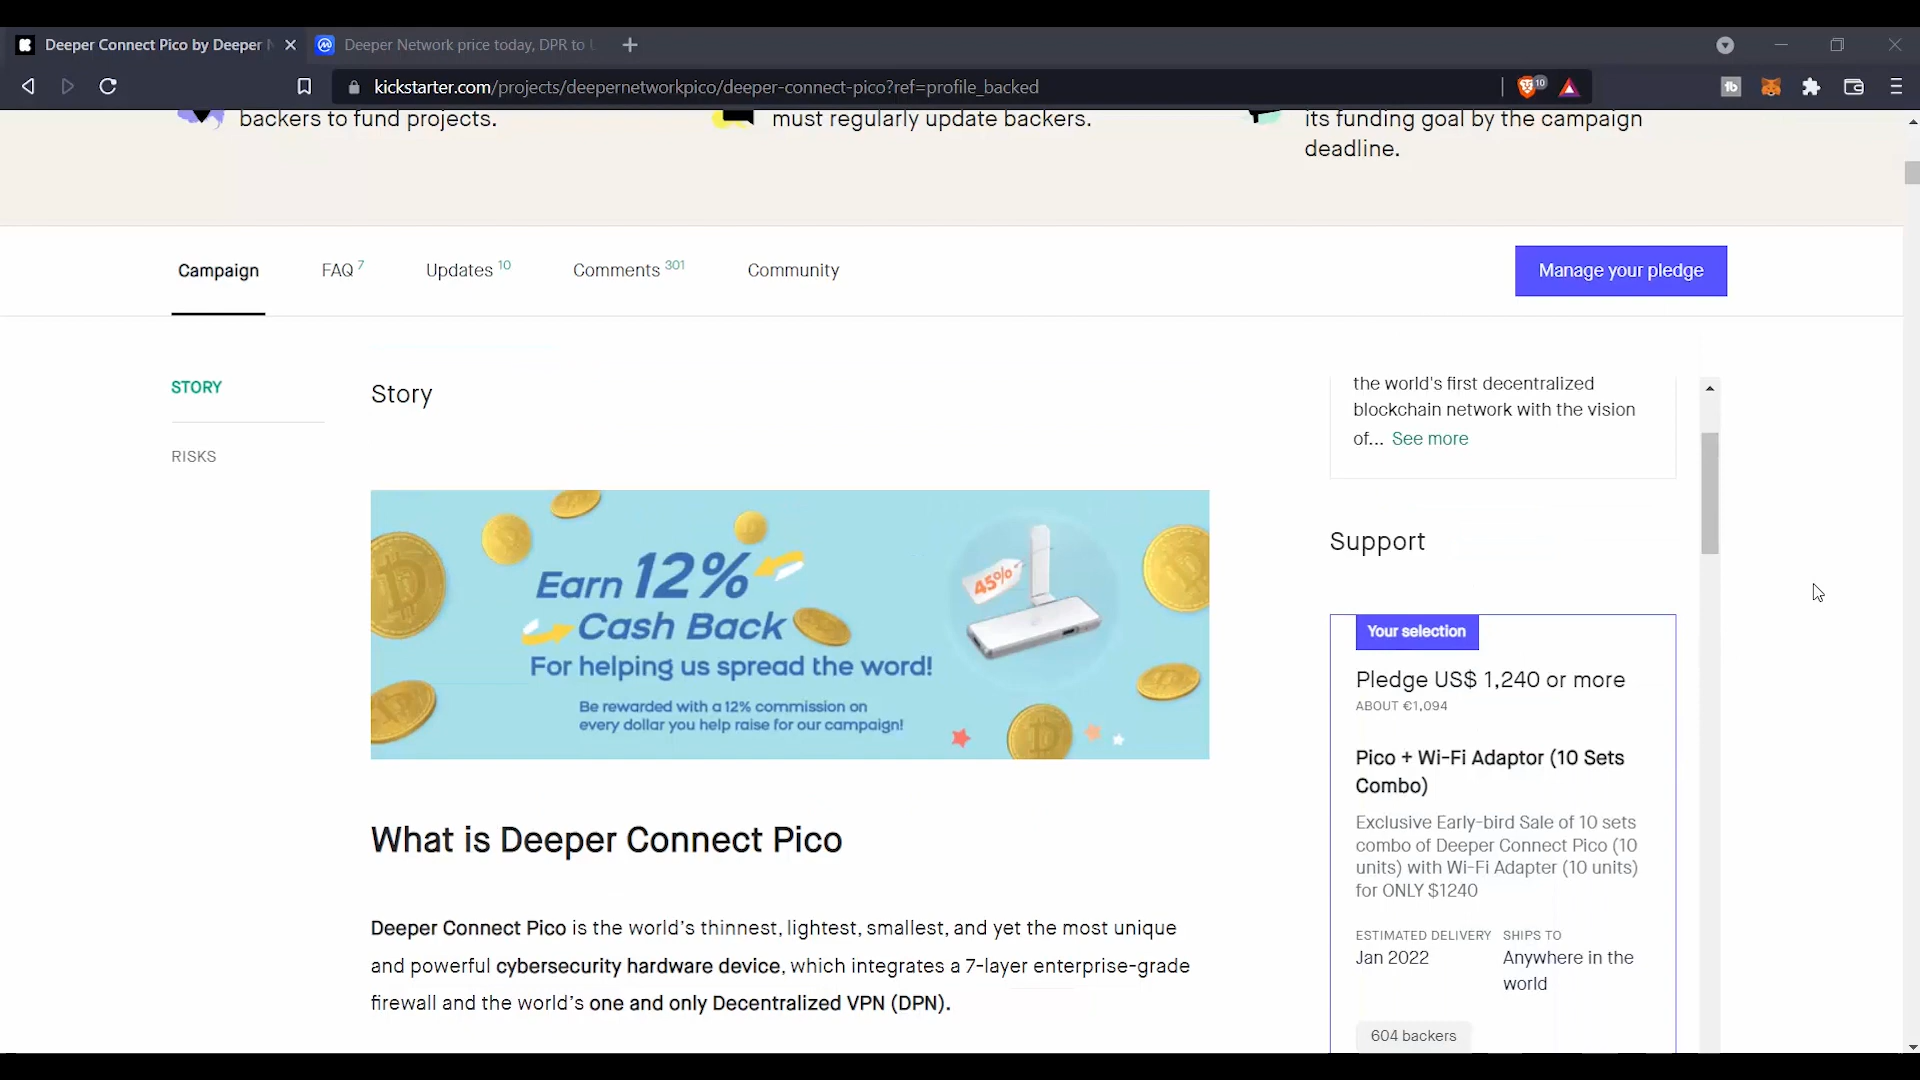 Deeper Connect Pico by Deeper N
Deeper Network price today, DPR to U
kickstarter.com/projects/deepernetworkpico/deeper-connect-pico?ref=profile_backed
10
tb
backers to fund projects.
must regularly update backers.
its funding goal by the campaign
deadline.
Campaign
FAQ 7
Updates 10
Comments 301
Community
Manage your pledge
STORY
RISKS
Story
Earn 12%
Cash Back
For helping us spread the word!
Be rewarded with a 12% commission on
every dollar you help raise for our campaign!
45%
What is Deeper Connect Pico
Deeper Connect Pico is the world's thinnest, lightest, smallest, and yet the most unique
and powerful cybersecurity hardware device, which integrates a 7-layer enterprise-grade
firewall and the world's one and only Decentralized VPN (DPN).
the world's first decentralized
blockchain network with the vision
of... See more
Support
Your selection
Pledge US$ 1,240 or more
ABOUT €1,094
Pico + Wi-Fi Adaptor (10 Sets
Combo)
Exclusive Early-bird Sale of 10 sets
combo of Deeper Connect Pico (10
units) with Wi-Fi Adapter (10 units)
for ONLY $1240
ESTIMATED DELIVERY
Jan 2022
SHIPS TO
Anywhere in the
world
604 backers